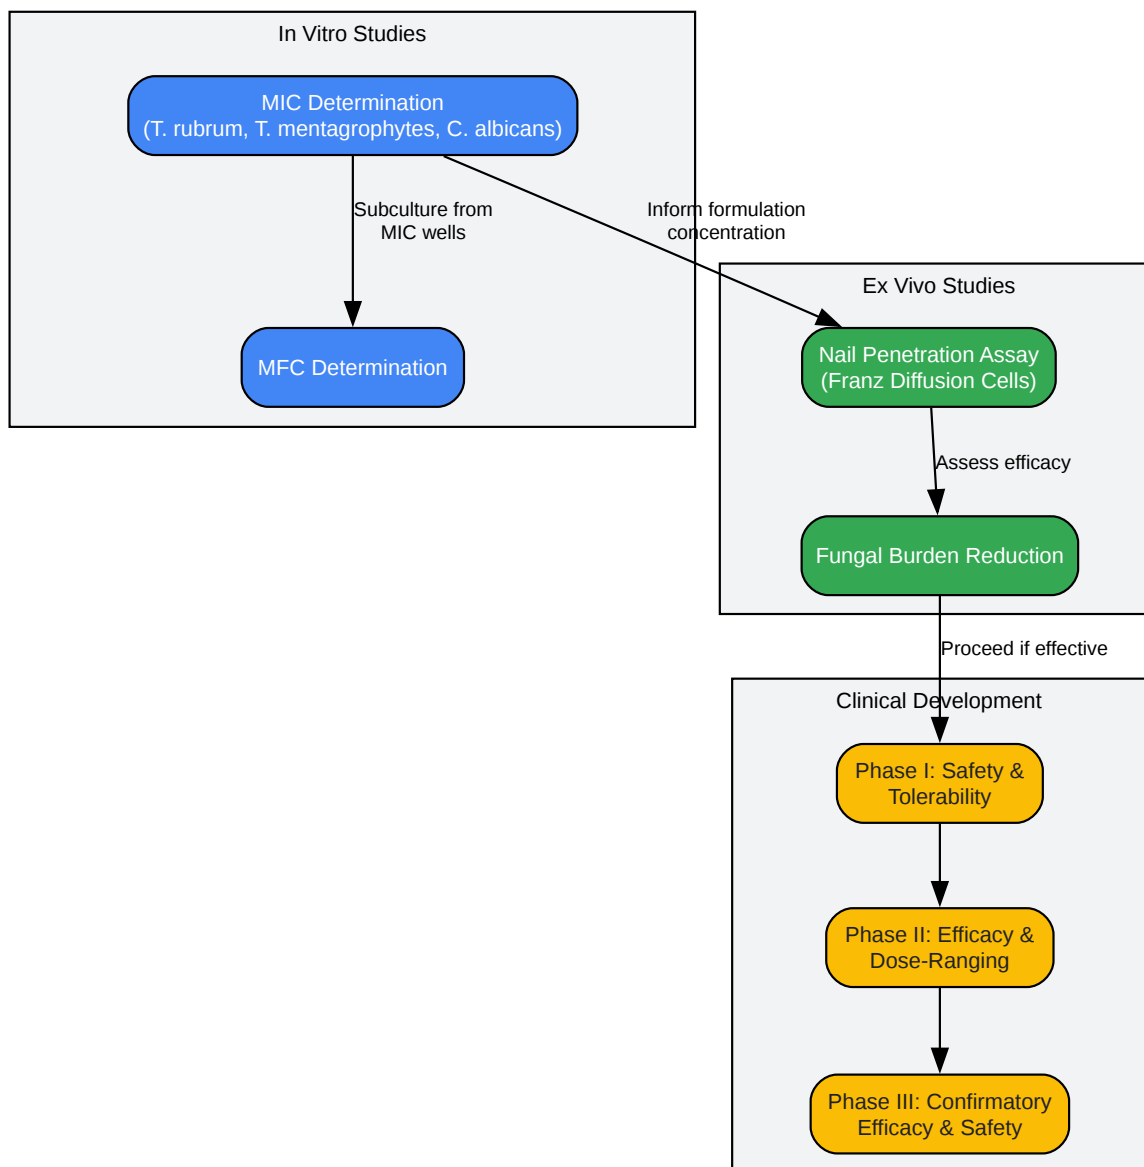 In Vitro Studies
MIC Determination
(T. rubrum, T. mentagrophytes, C. albicans)
Subculture from
MIC wells
Inform formulation
concentration
MFC Determination
Ex Vivo Studies
Nail Penetration Assay
(Franz Diffusion Cells)
Assess efficacy
Fungal Burden Reduction
Proceed if effective
Clinical Development
Phase I: Safety &
Tolerability
Phase II: Efficacy &
Dose-Ranging
Phase III: Confirmatory
Efficacy & Safety